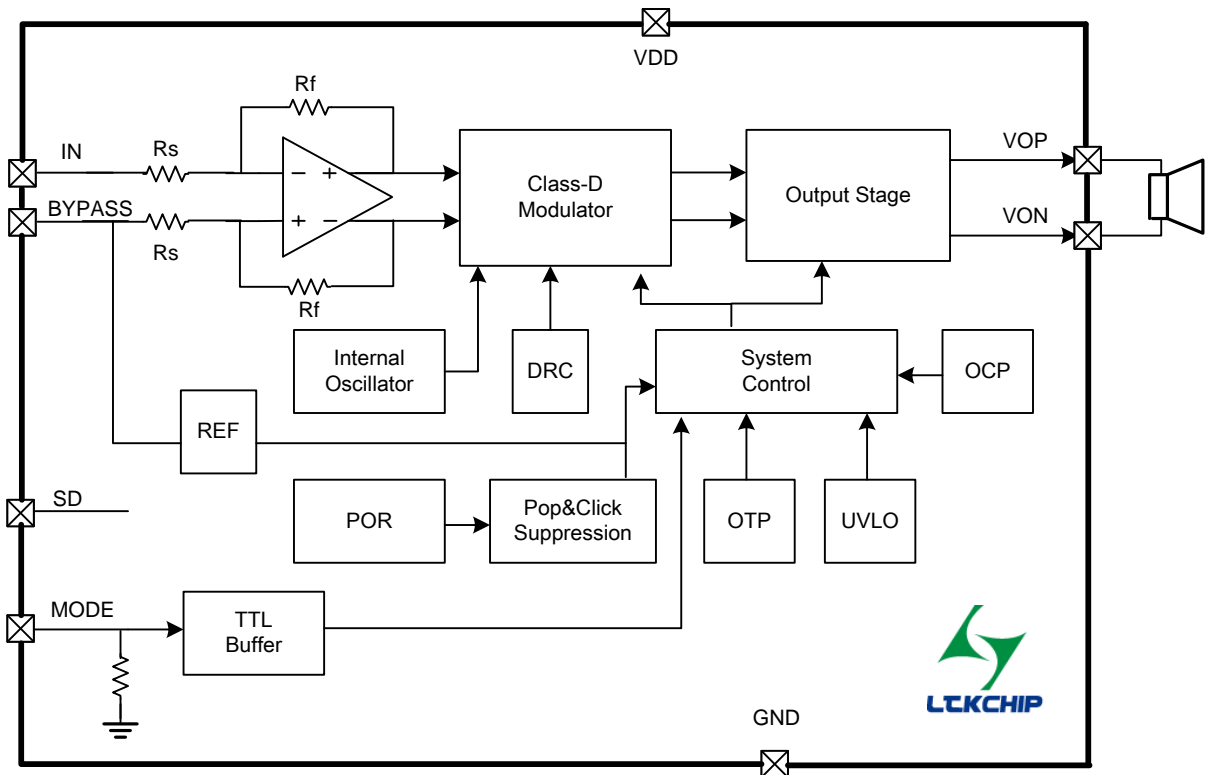 VDD
Rf
IN
Rs
BYPASS
Rs
Rf
− +
+ −
Class-D
Modulator
Output Stage
VOP
VON
Internal
Oscillator
DRC
System
Control
OCP
REF
SD
POR
Pop&Click
Suppression
OTP
UVLO
MODE
TTL
Buffer
LTKCHIP
GND